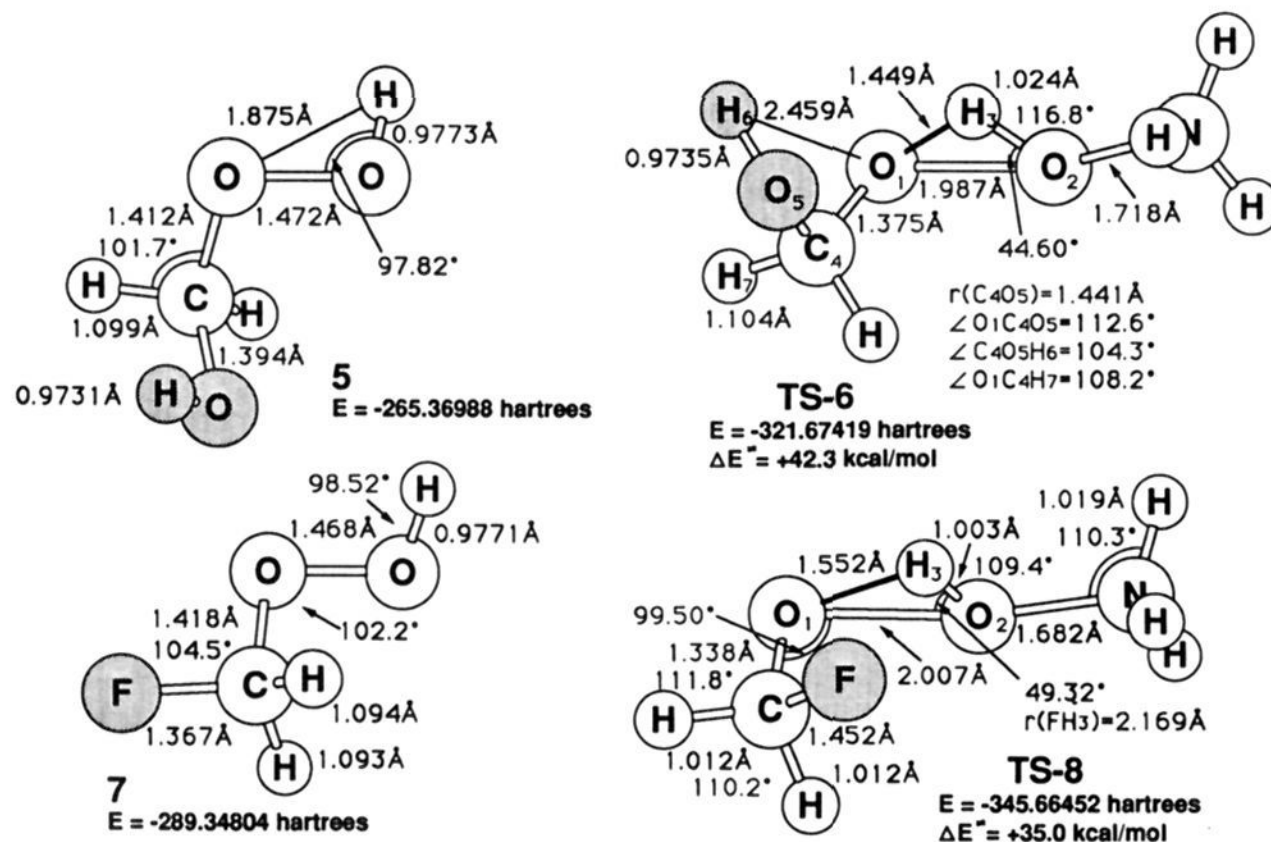 H
1.875Å
0.9773Å
O
O
1.412Å
1.472Å
101.7°
97.82°
H
C
H
1.099Å
1.394Å
0.9731Å
H
O
5
E = -265.36988 hartrees
H
1.449Å
1.024Å
H6
2.459Å
H3
116.8°
H
N
0.9735Å
O1
O2
O5
1.987Å
1.718Å
1.375Å
H
C4
44.60°
H7
1.104Å
H
r(C4O5)=1.441Å
∠O1C4O5=112.6°
∠C4O5H6=104.3°
∠O1C4H7=108.2°
TS-6
E = -321.67419 hartrees
ΔE≠= +42.3 kcal/mol
98.52°
H
1.468Å
0.9771Å
O
O
1.418Å
102.2°
104.5°
F
C
H
1.094Å
1.367Å
H
1.093Å
7
E = -289.34804 hartrees
1.019Å
H
1.003Å
110.3°
1.552Å
H3
109.4°
N
O1
O2
H
99.50°
1.682Å
H
1.338Å
F
2.007Å
111.8°
49.32°
H
C
r(FH3)=2.169Å
1.452Å
1.012Å
1.012Å
110.2°
H
TS-8
E = -345.66452 hartrees
ΔE≠= +35.0 kcal/mol